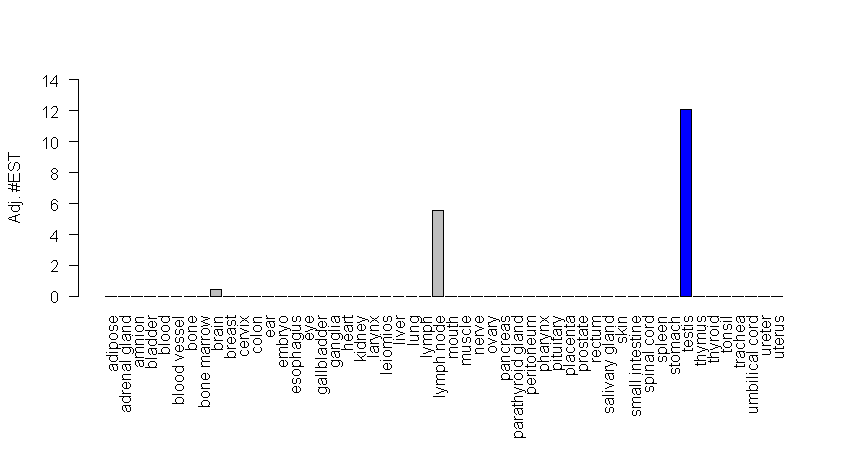 14
12
10
8
6
4
2
0
Adj. #EST
adipose
adrenal gland
amnion
bladder
blood
blood vessel
bone
bone marrow
brain
breast
cervix
colon
ear
embryo
esophagus
eye
gallbladder
ganglia
heart
kidney
larynx
leiomios
liver
lung
lymph
lymph node
mouth
muscle
nerve
ovary
pancreas
parathyroid gland
peritoneum
pharynx
pituitary
placenta
prostate
rectum
salivary gland
skin
small intestine
spinal cord
spleen
stomach
testis
thymus
thyroid
tonsil
trachea
umbilical cord
ureter
uterus